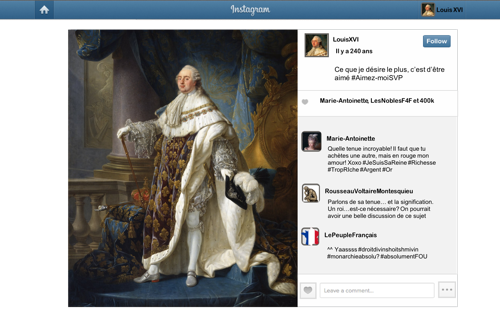 Instagram
Louis XVI
LouisXVI
Follow
Il y a 240 ans
Ce que je désire le plus, c'est d'être
aimé #Aimez-moiSVP
Marie-Antoinette, LesNoblesF4F et 400k
Marie-Antoinette
Quelle tenue incroyable! Il faut que tu
achètes une autre, mais en rouge mon
amour! Xoxo #JeSuisSaReine #Richesse
#TropRIche #Argent #Or
RousseauVoltaireMontesquieu
Parlons de sa tenue… et la signification.
Un roi…est-ce nécessaire? On pourrait
avoir une belle discussion de ce sujet
LePeupleFrançais
^^ Yaassss #droitdivinshoitshmivin
#monarchieabsolu? #absolumentFOU
Leave a comment...